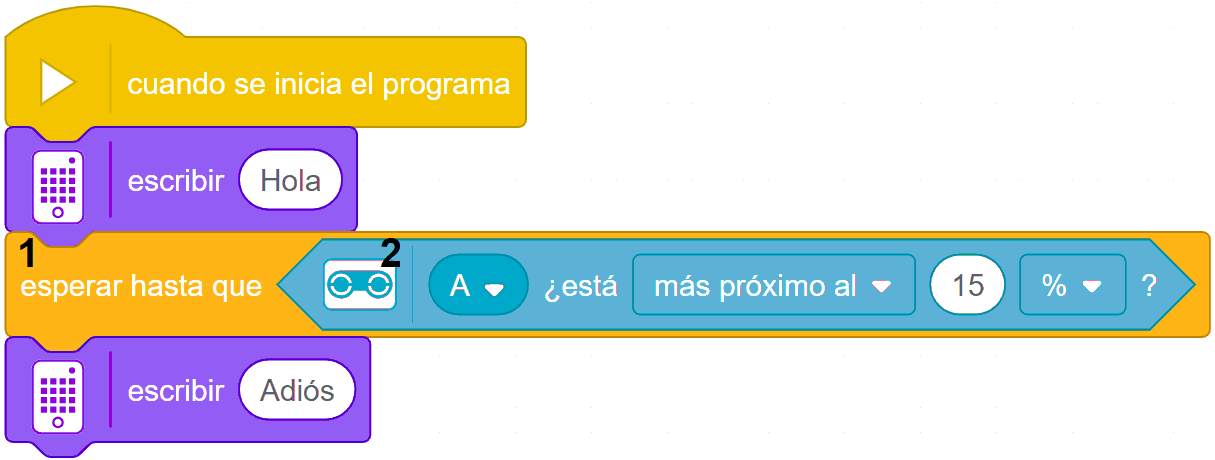 cuando se inicia el programa
escribir Hola
1 2
esperar hasta que A ¿está más próximo al 15 % ?
escribir Adiós